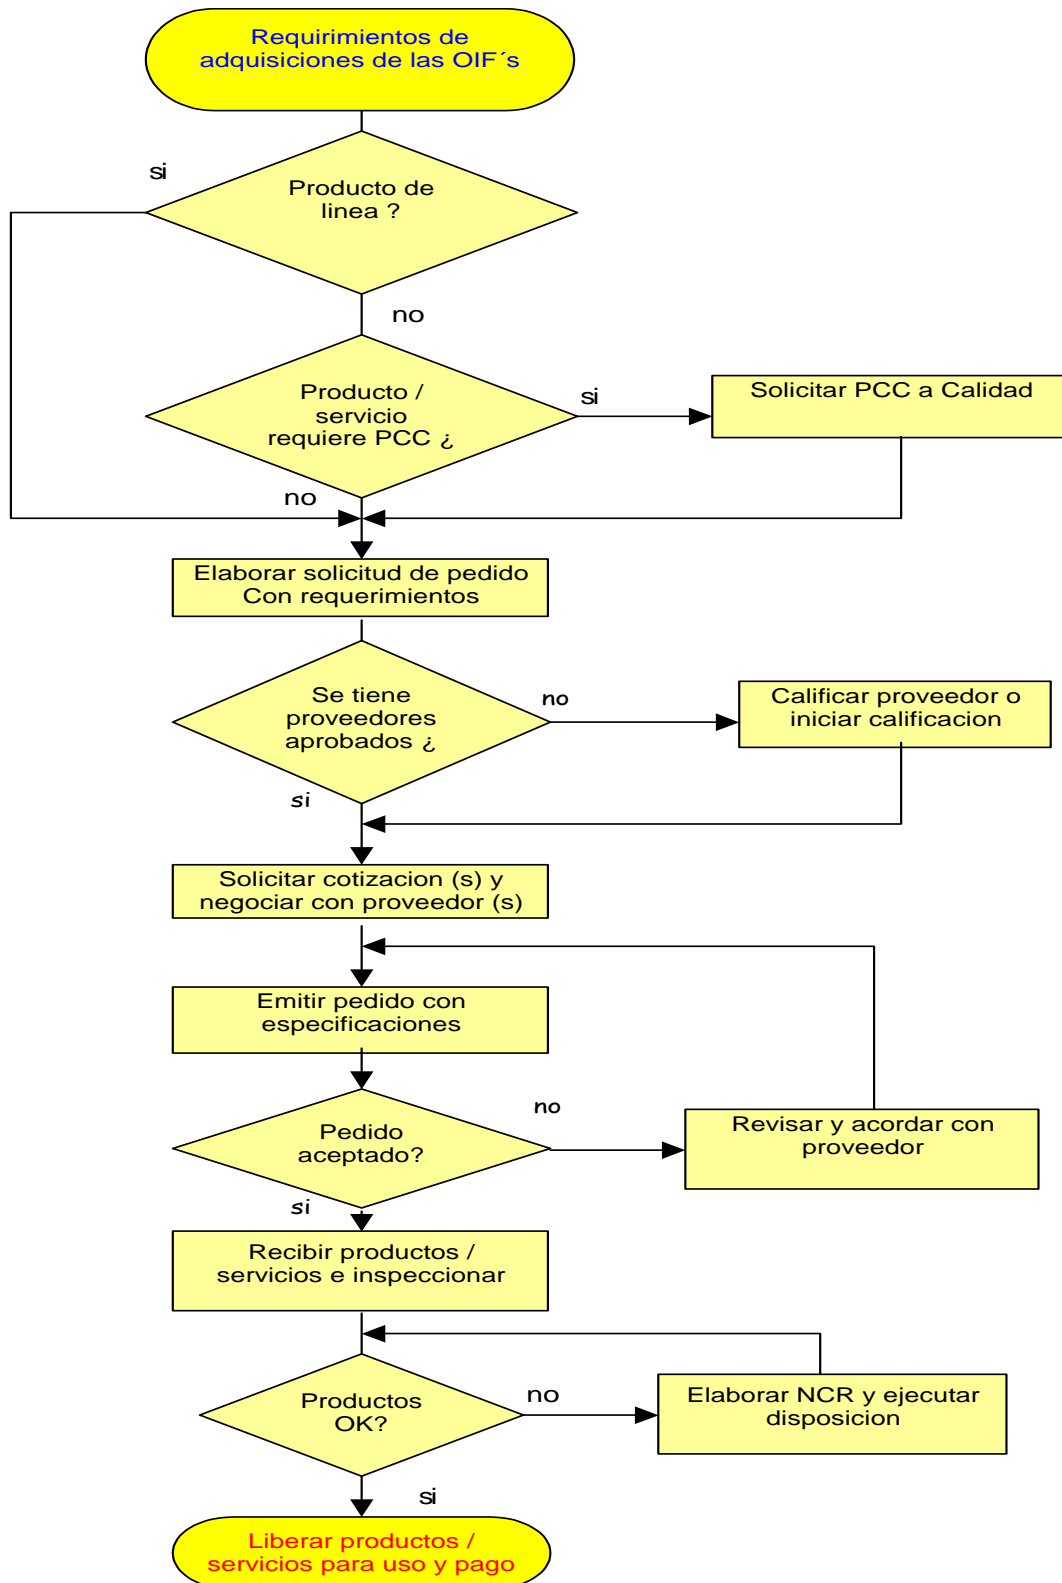 Requirimientos de
adquisiciones de las OIF´s
si
Producto de
linea ?
no
Producto /
servicio
requiere PCC ¿
si
Solicitar PCC a Calidad
no
Elaborar solicitud de pedido
Con requerimientos
Se tiene
proveedores
aprobados ¿
no
Calificar proveedor o
iniciar calificacion
si
Solicitar cotizacion (s) y
negociar con proveedor (s)
Emitir pedido con
especificaciones
Pedido
aceptado?
no
Revisar y acordar con
proveedor
si
Recibir productos /
servicios e inspeccionar
Productos
OK?
no
Elaborar NCR y ejecutar
disposicion
si
Liberar productos /
servicios para uso y pago